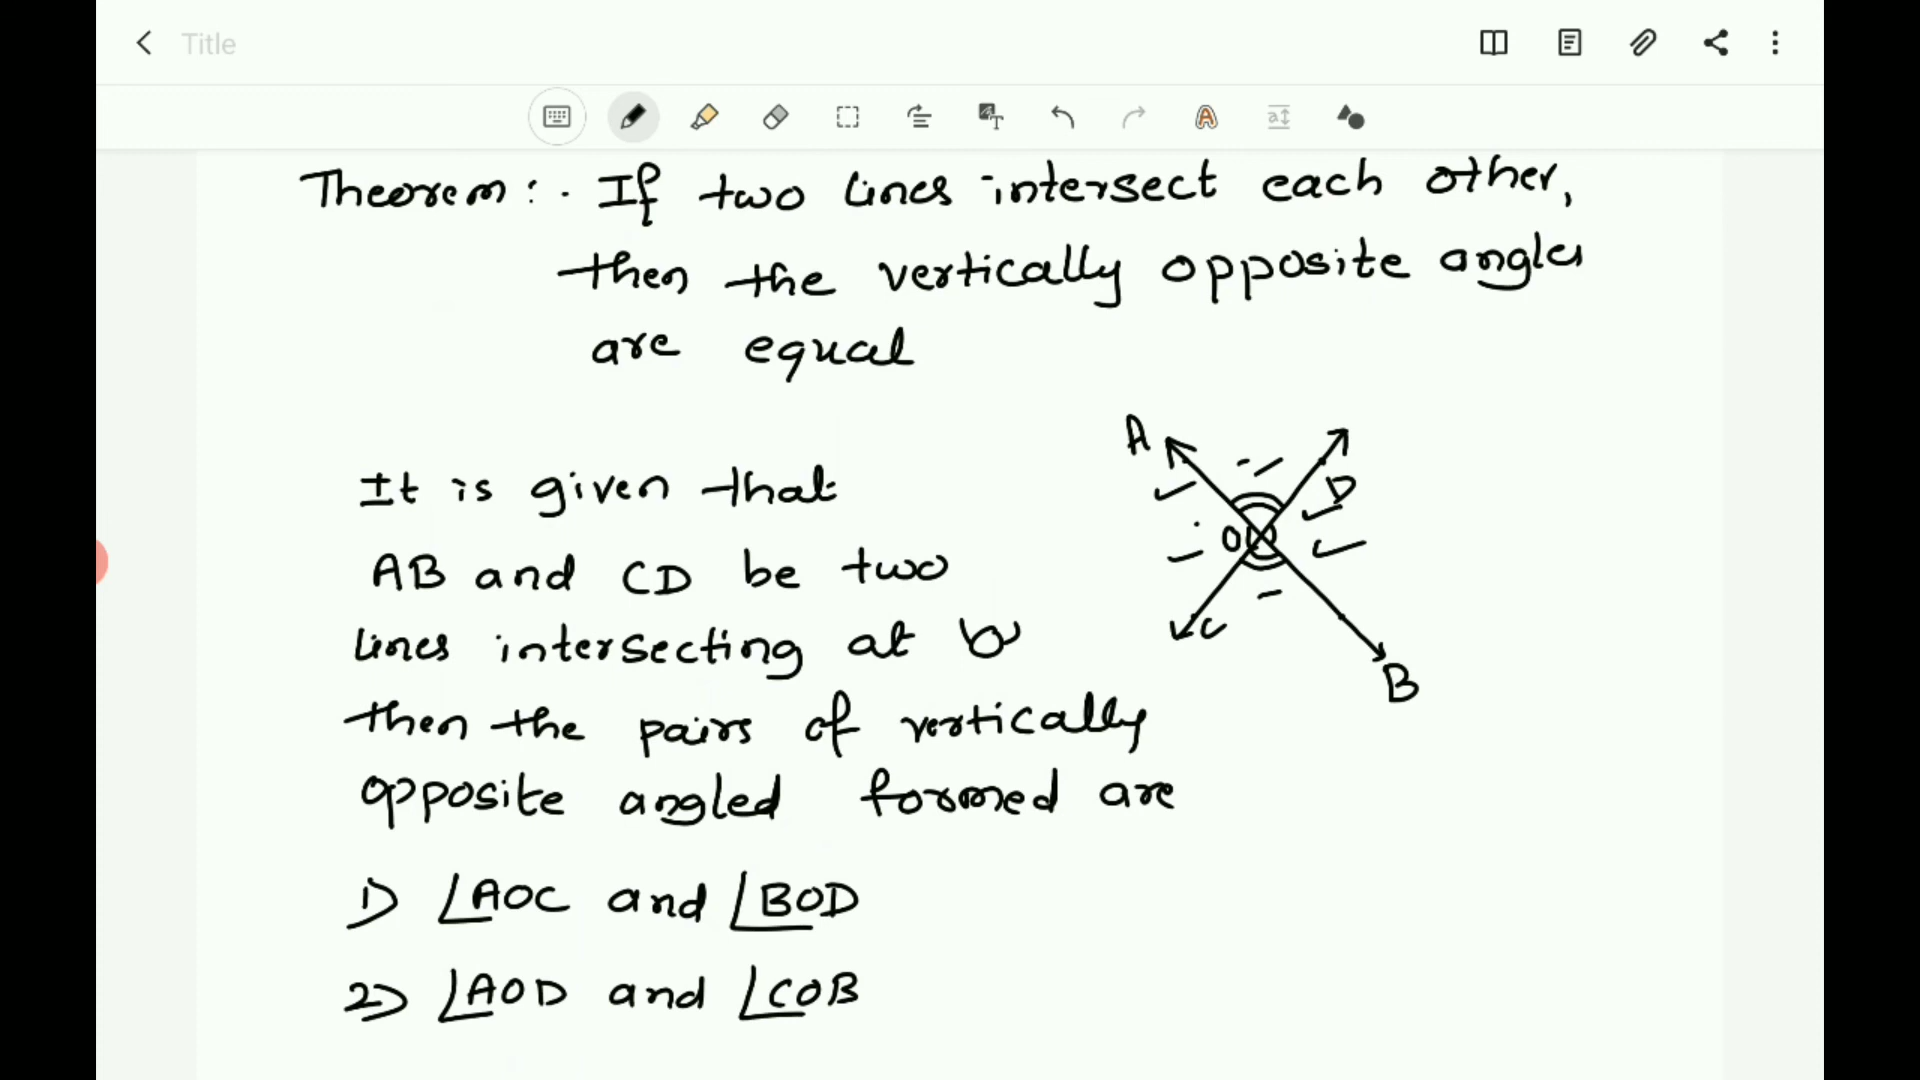 Title
Theorem :. If two lines intersect each other,
then the vertically opposite angles
are equal
A
D
O
C
B
It is given that
AB and CD be two
lines intersecting at O
then the pairs of vertically
opposite angled formed are
1) ∠AOC and ∠BOD
2) ∠AOD and ∠COB